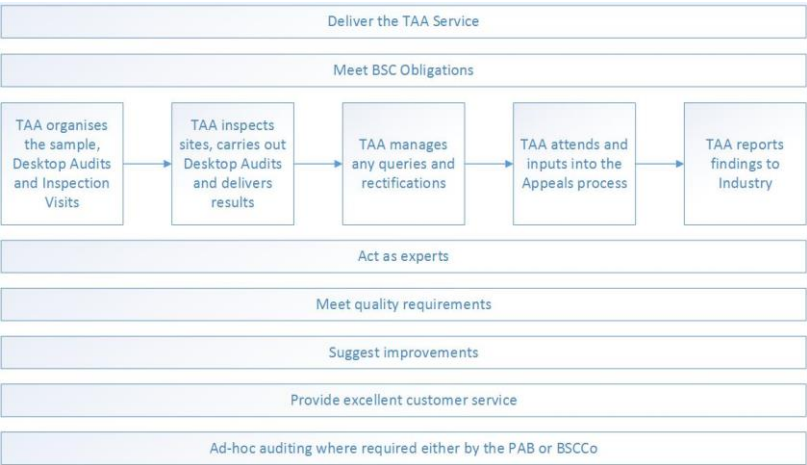 Deliver the TAA Service
Meet BSC Obligations
TAA organises
the sample,
Desktop Audits
and Inspection
Visits
TAA inspects
sites, carries out
Desktop Audits
and delivers
results
TAA manages
any queries and
rectifications
TAA attends and
inputs into the
Appeals process
TAA reports
findings to
Industry
Act as experts
Meet quality requirements
Suggest improvements
Provide excellent customer service
Ad-hoc auditing where required either by the PAB or BSCCo